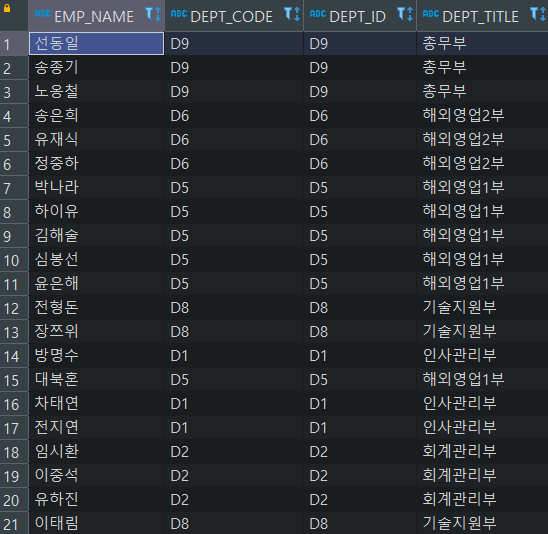 ABC EMP_NAME ABC DEPT_CODE ABC DEPT_ID ABC DEPT_TITLE
1 선동일 D9 D9 총무부
2 송종기 D9 D9 총무부
3 노옹철 D9 D9 총무부
4 송은희 D6 D6 해외영업2부
5 유재식 D6 D6 해외영업2부
6 정중하 D6 D6 해외영업2부
7 박나라 D5 D5 해외영업1부
8 하이유 D5 D5 해외영업1부
9 김해술 D5 D5 해외영업1부
10 심봉선 D5 D5 해외영업1부
11 윤은해 D5 D5 해외영업1부
12 전형돈 D8 D8 기술지원부
13 장쯔위 D8 D8 기술지원부
14 방명수 D1 D1 인사관리부
15 대북혼 D5 D5 해외영업1부
16 차태연 D1 D1 인사관리부
17 전지연 D1 D1 인사관리부
18 임시환 D2 D2 회계관리부
19 이중석 D2 D2 회계관리부
20 유하진 D2 D2 회계관리부
21 이태림 D8 D8 기술지원부